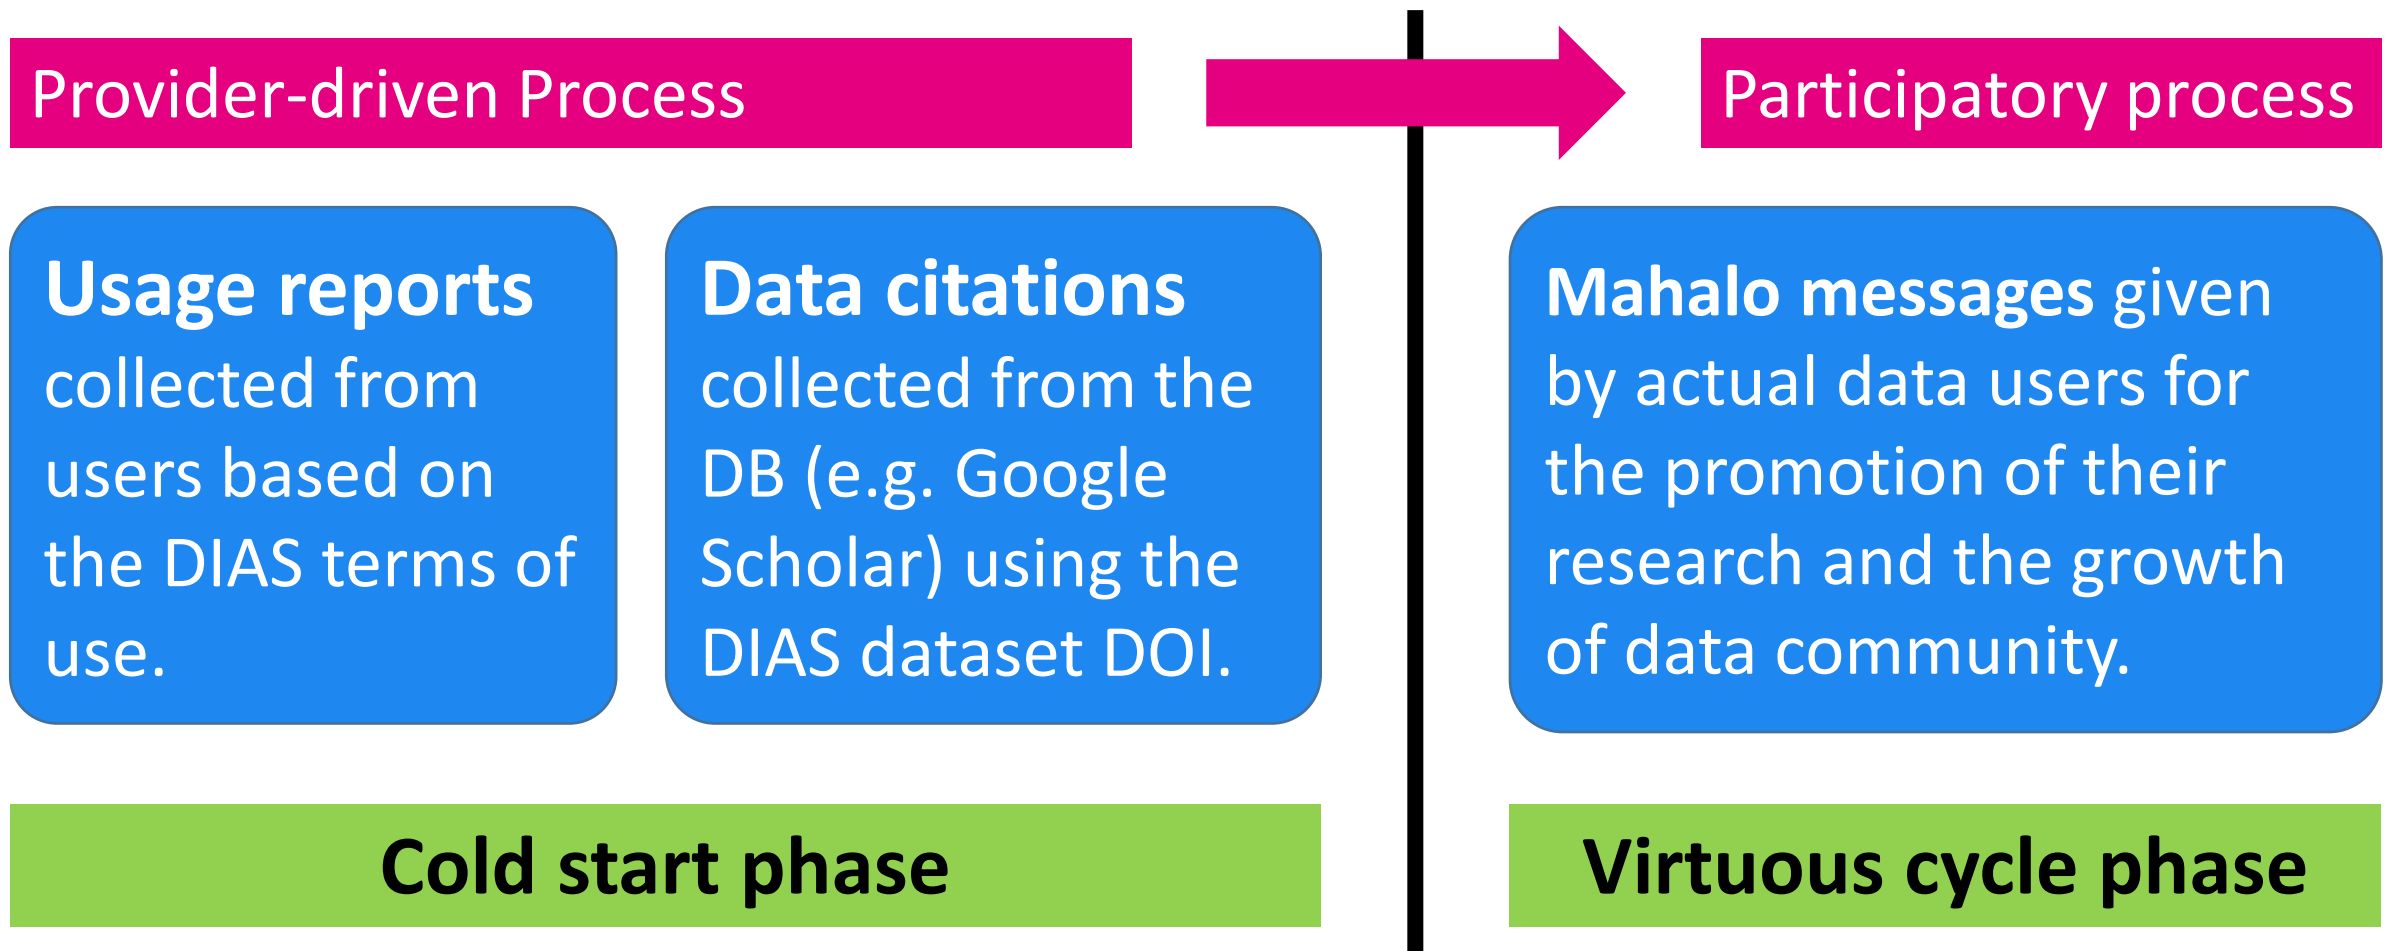 Provider-driven Process
Participatory process
Usage reports
collected from
users based on
the DIAS terms of
use.
Data citations
collected from the
DB (e.g. Google
Scholar) using the
DIAS dataset DOI.
Mahalo messages given
by actual data users for
the promotion of their
research and the growth
of data community.
Cold start phase
Virtuous cycle phase